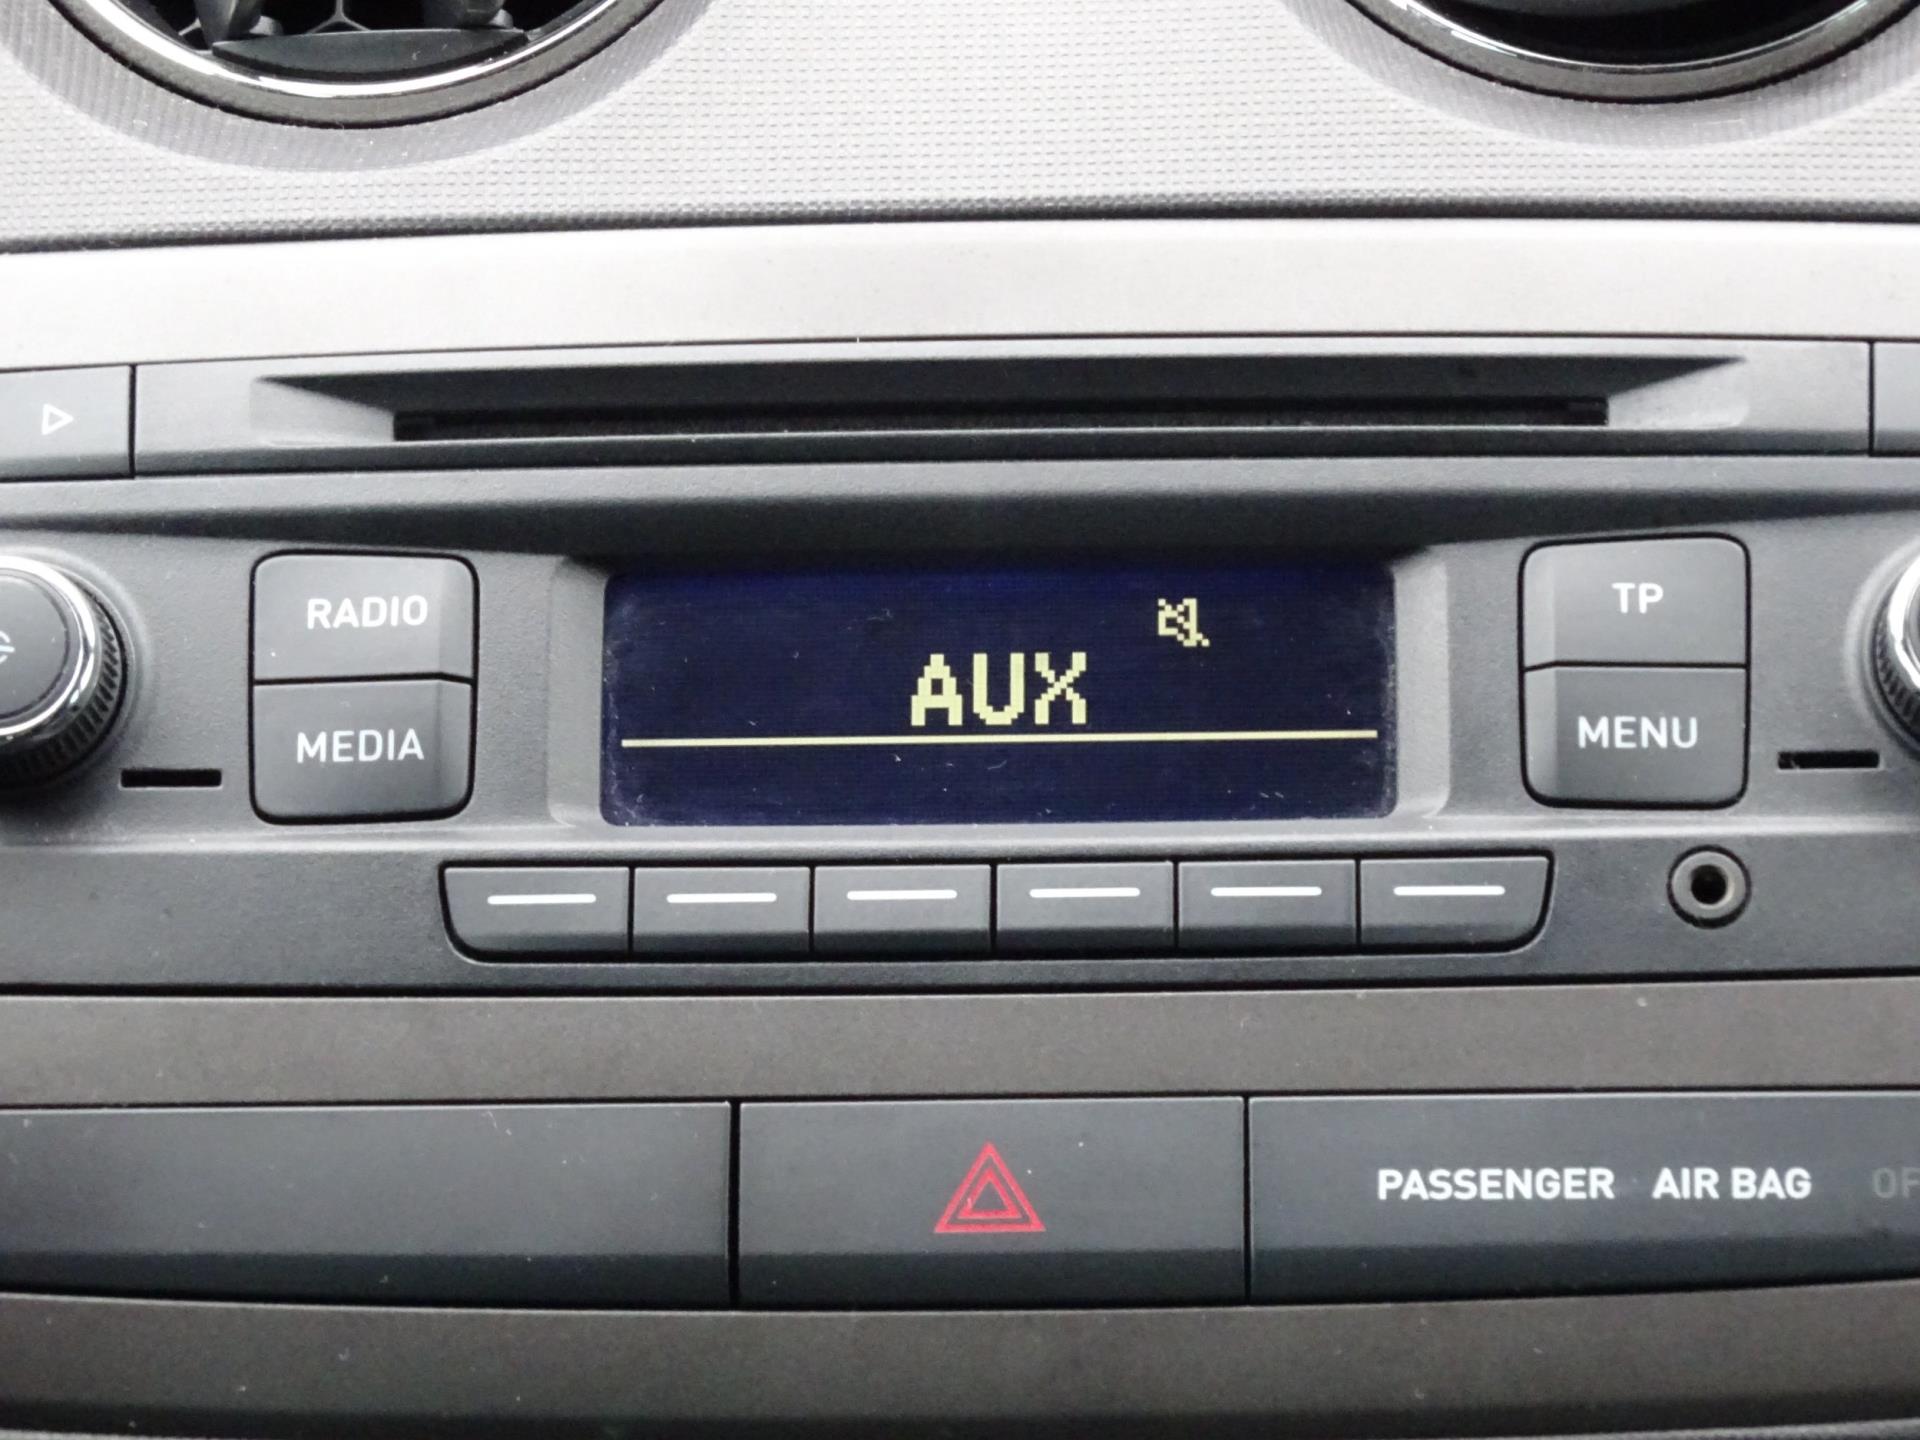 RADIO
MEDIA
AUX
TP
MENU
PASSENGER AIR BAG